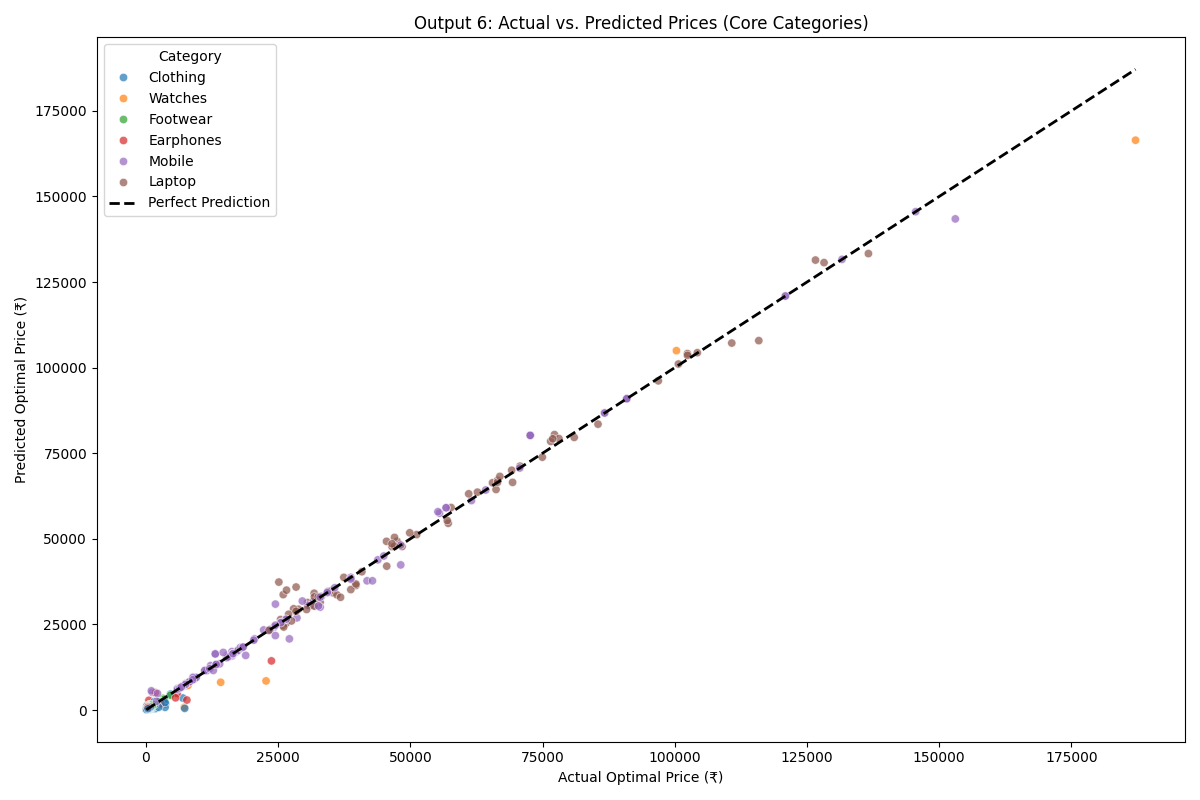 Output 6: Actual vs. Predicted Prices (Core Categories)
Category
Clothing
Watches
Footwear
Earphones
Mobile
Laptop
Perfect Prediction
Predicted Optimal Price (₹)
175000
150000
125000
100000
75000
50000
25000
0
0 25000 50000 75000 100000 125000 150000 175000
Actual Optimal Price (₹)